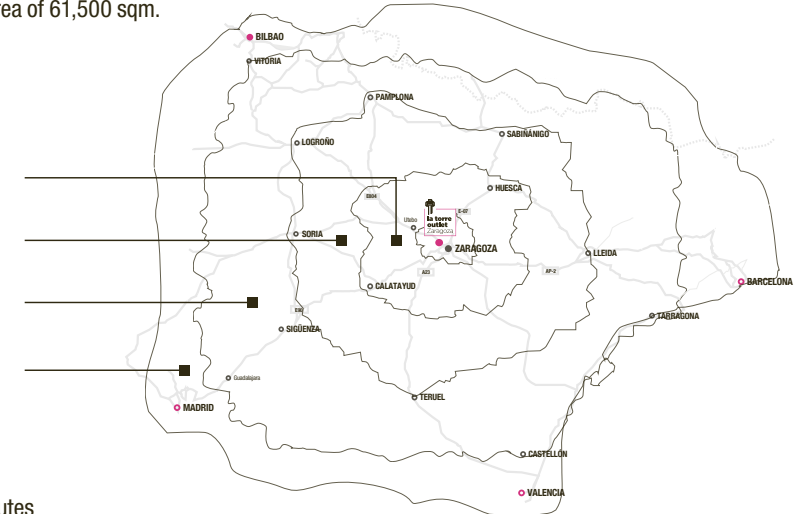 rea of 61,500 sqm.
BILBAO
VITORIA
PAMPLONA
SABIÑÁNIGO
LOGROÑO
HUESCA
E804
la torre
outlet
Zaragoza
E-07
Utebo
SORIA
ZARAGOZA
LLEIDA
A23
AP-2
BARCELONA
CALATAYUD
E90
TARRAGONA
SIGÜENZA
Guadalajara
MADRID
TERUEL
CASTELLÓN
VALENCIA
utes